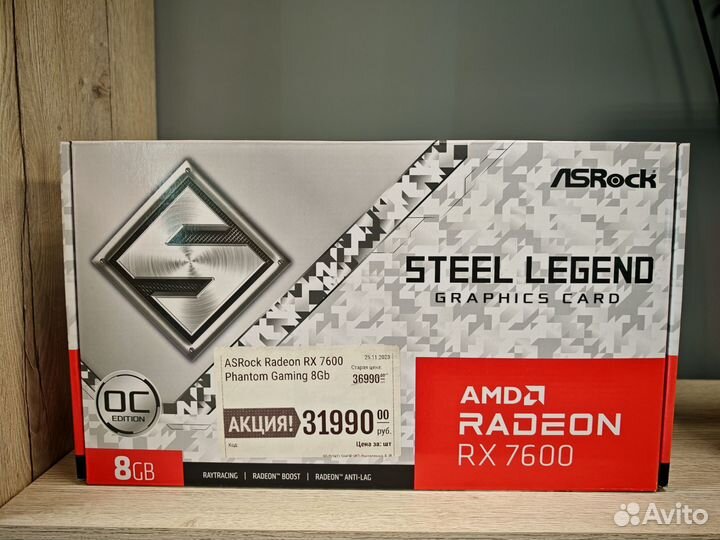 ASRock
STEEL LEGEND
GRAPHICS CARD
ASRock Radeon RX 7600
Phantom Gaming 8Gb
25.11.2023
Старая цена:
36990
АКЦИЯ! 31990 00
руб.
Код:
Цена за: шт
OC
EDITION
AMD
RADEON
RX 7600
8GB
RAYTRACING | RADEON™ BOOST | RADEON™ ANTI-LAG
Avito